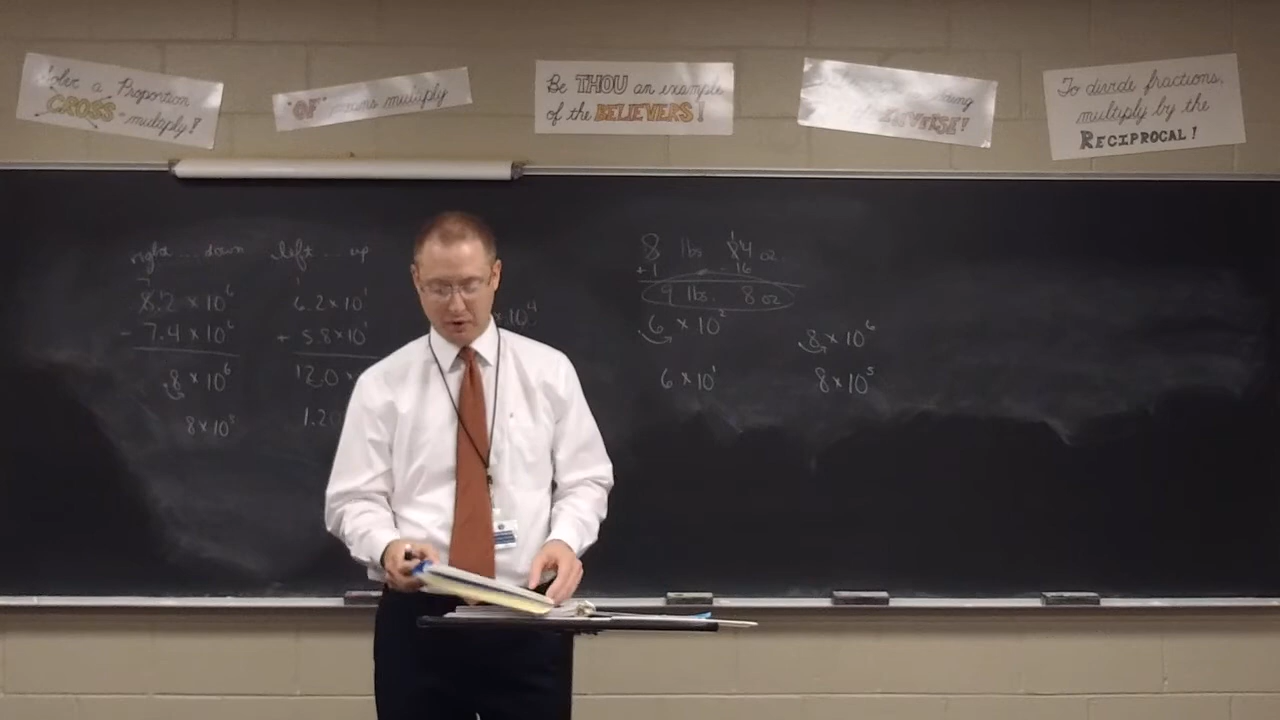 Solve a Proportion
"CROSS"-multiply!
"OF" means multiply
Be THOU an example
of the BELIEVERS!
INVERSE!
To divide fractions,
multiply by the
RECIPROCAL!
right ... down
left ... up
8.2 × 10⁶
- 7.4 × 10⁶
.8 × 10⁶
8 × 10⁵
6.2 × 10¹
+ 5.8 × 10¹
12.0 ×
1.20
× 10⁴
8 lbs 24 oz.
+1 - 16
9 lbs. 8 oz
.6 × 10²
6 × 10¹
.8 × 10⁶
8 × 10⁵